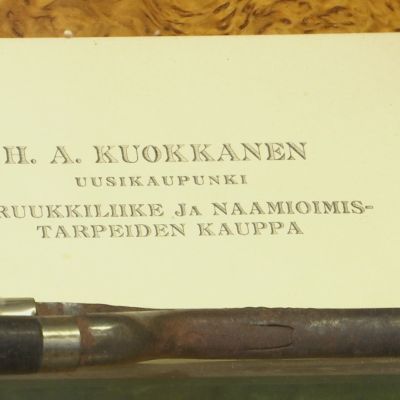 H. A. KUOKKANEN
UUSIKAUPUNKI
RUUKKILIIKE JA NAAMIOIMIS-
TARPEIDEN KAUPPA